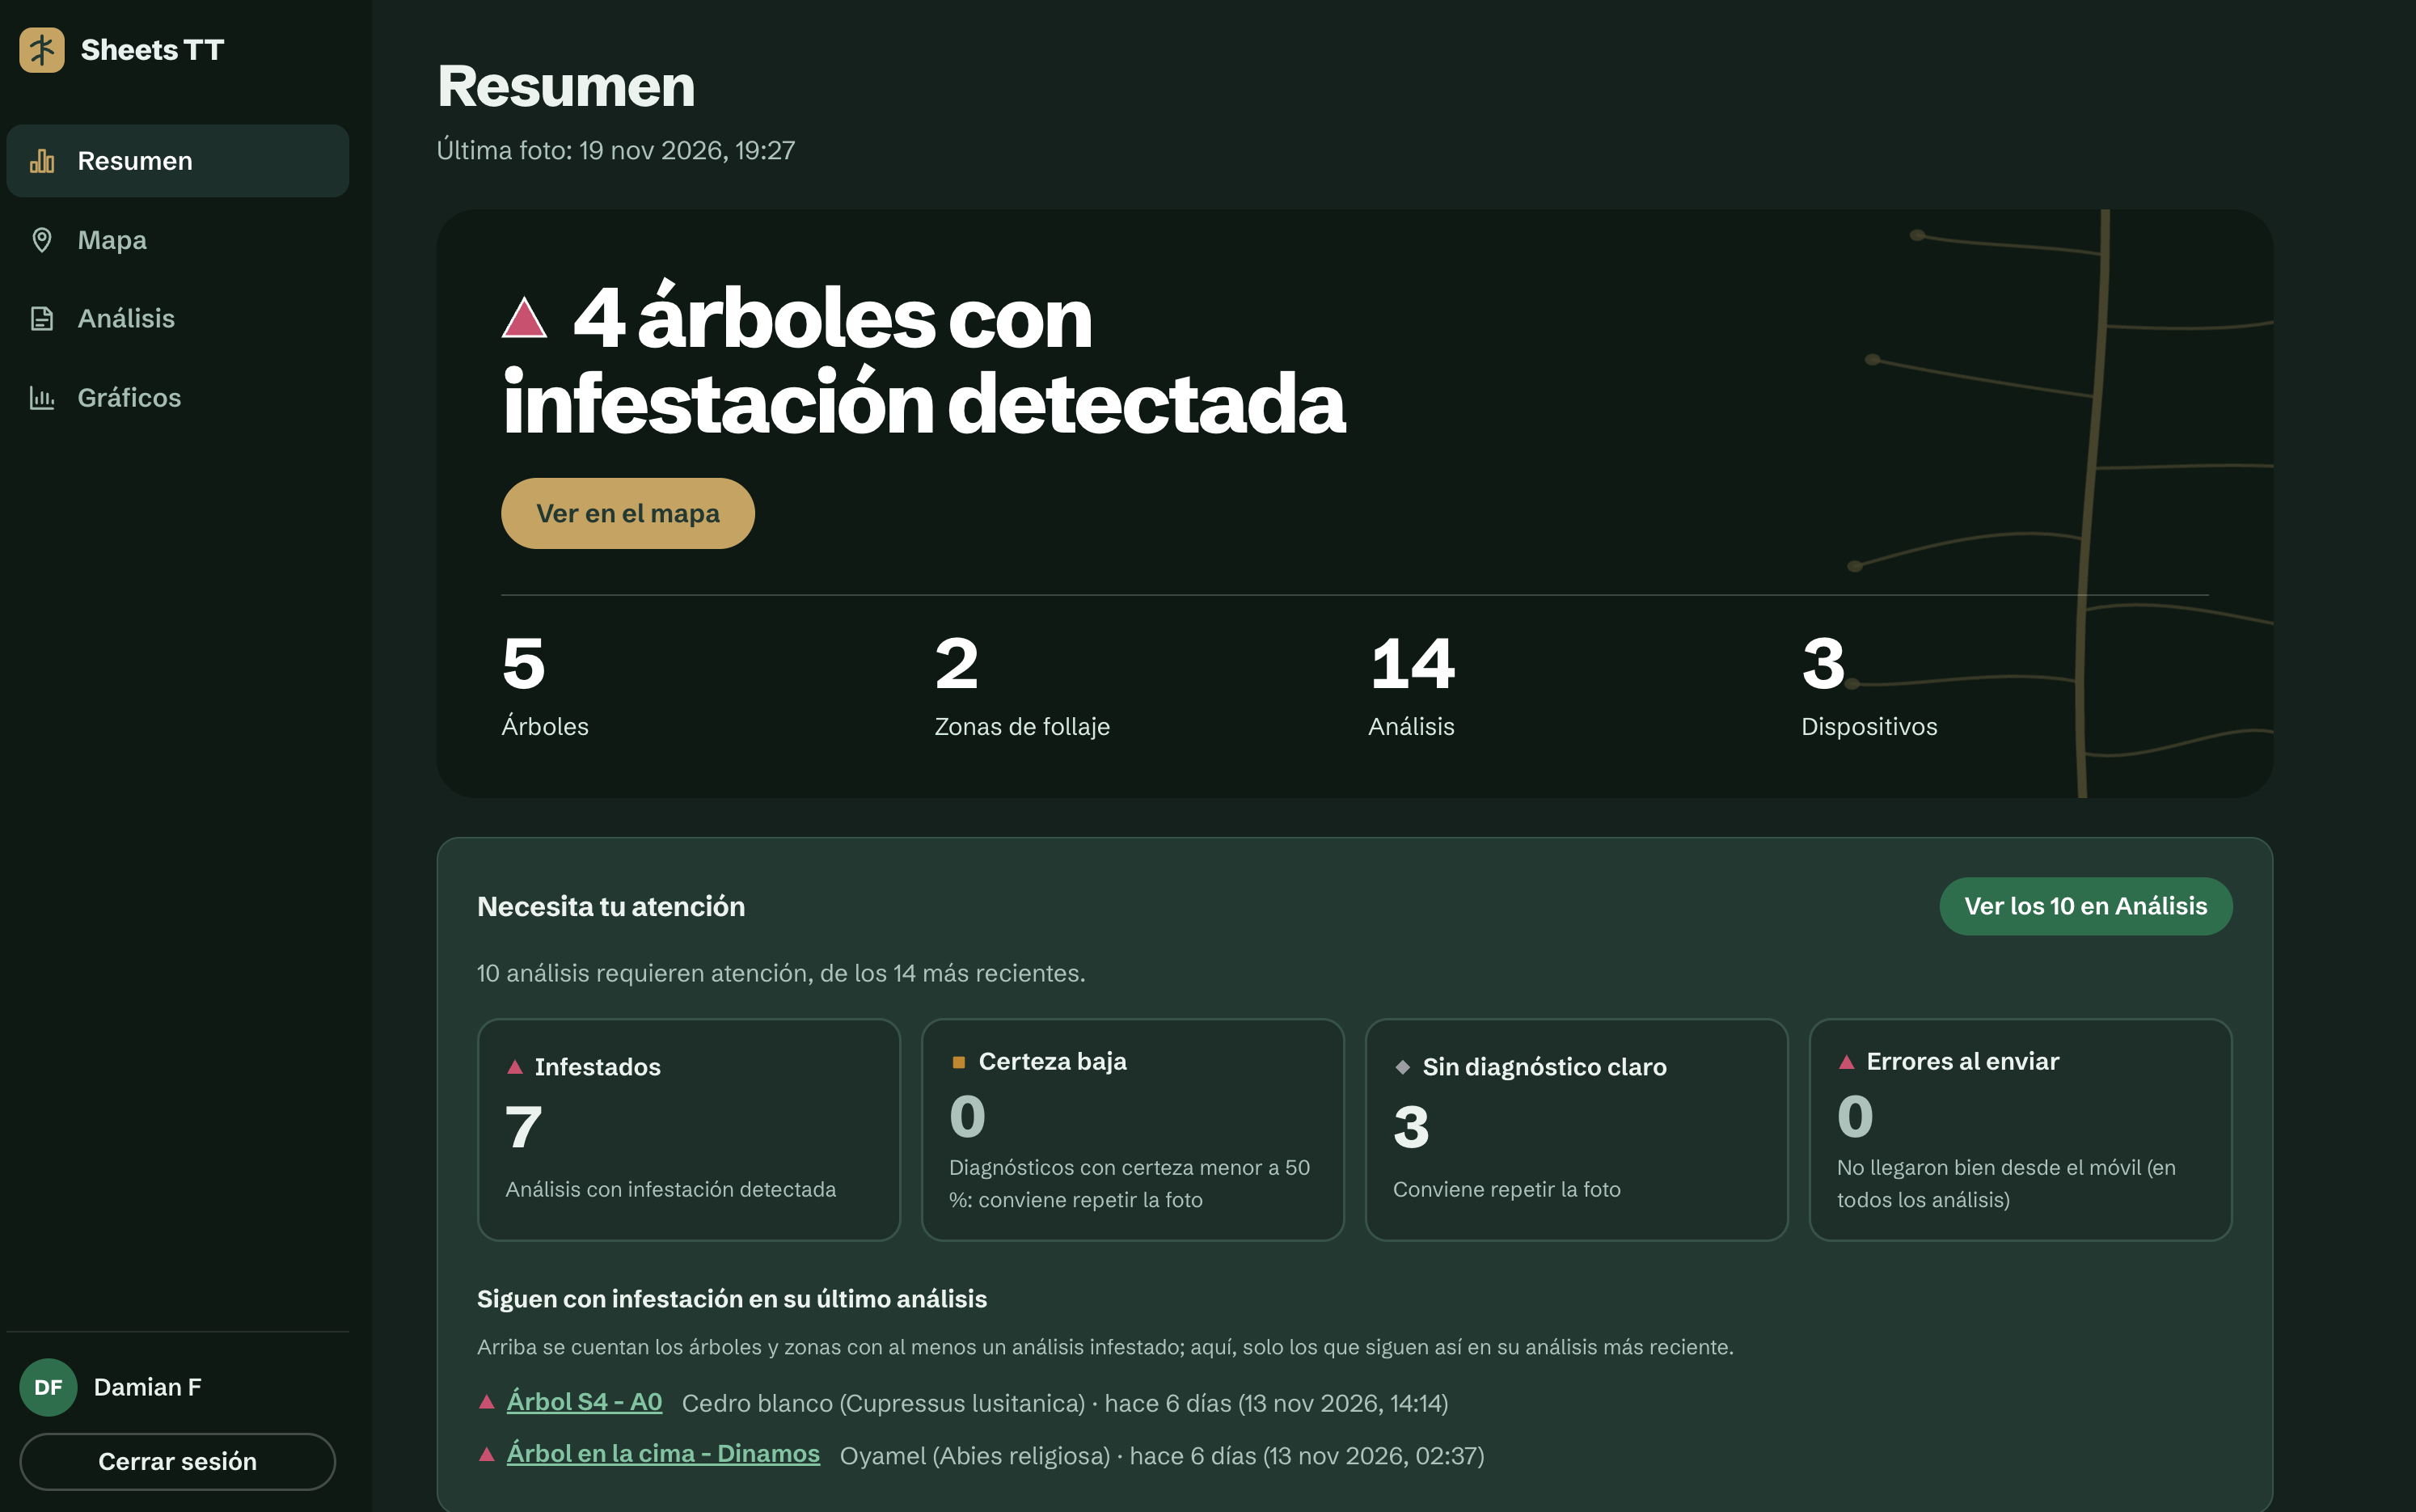 Sheets TT
Resumen
Mapa
Análisis
Gráficos
DF
Damian F
Cerrar sesión
Resumen
Última foto: 19 nov 2026, 19:27
4 árboles con
infestación detectada
Ver en el mapa
5
Árboles
2
Zonas de follaje
14
Análisis
3
Dispositivos
Necesita tu atención
Ver los 10 en Análisis
10 análisis requieren atención, de los 14 más recientes.
Infestados
7
Análisis con infestación detectada
Certeza baja
0
Diagnósticos con certeza menor a 50
%: conviene repetir la foto
Sin diagnóstico claro
3
Conviene repetir la foto
Errores al enviar
0
No llegaron bien desde el móvil (en
todos los análisis)
Siguen con infestación en su último análisis
Arriba se cuentan los árboles y zonas con al menos un análisis infestado; aquí, solo los que siguen así en su análisis más reciente.
Árbol S4 - A0 Cedro blanco (Cupressus lusitanica) · hace 6 días (13 nov 2026, 14:14)
Árbol en la cima - Dinamos Oyamel (Abies religiosa) · hace 6 días (13 nov 2026, 02:37)